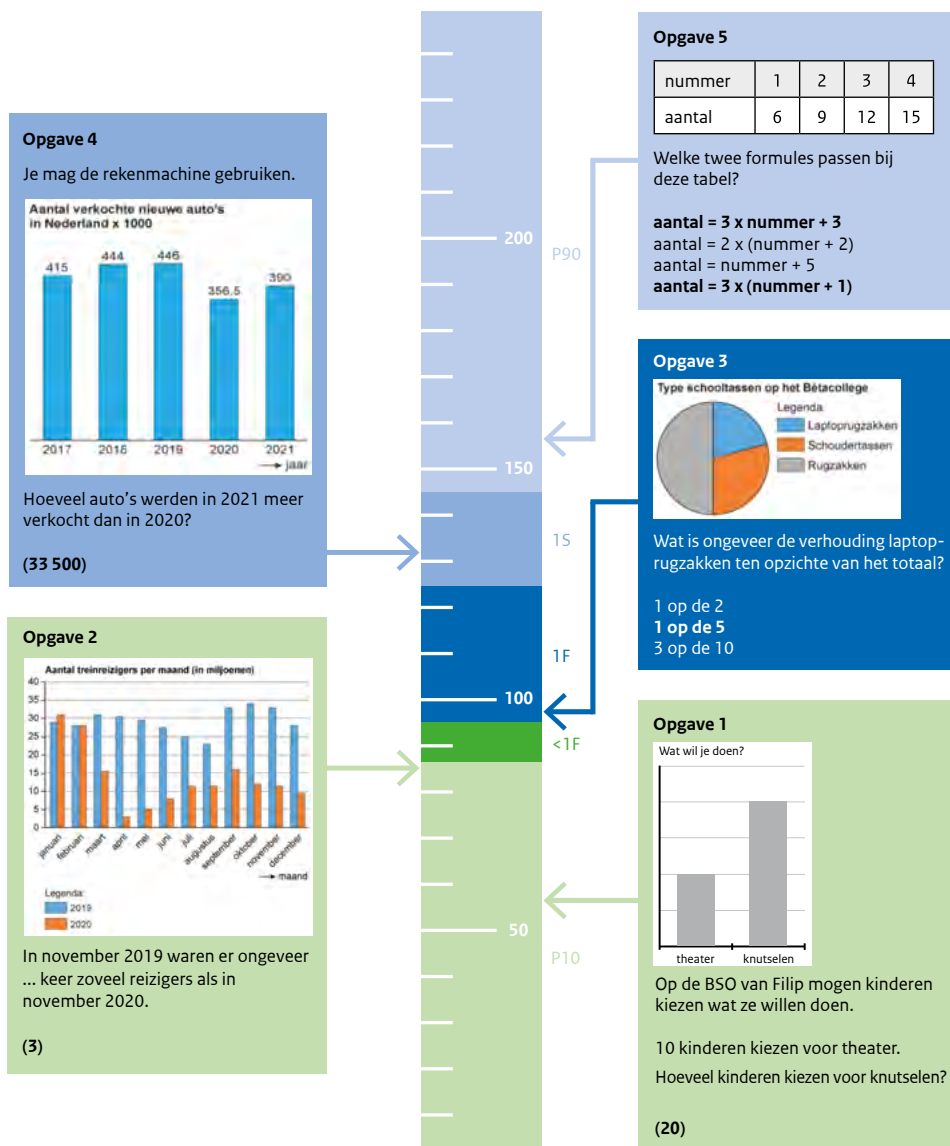 Opgave 4
Je mag de rekenmachine gebruiken.
Aantal verkochte nieuwe auto's
in Nederland x 1000
415
444
446
356.5
390
2017
2018
2019
2020
2021
jaar
Hoeveel auto's werden in 2021 meer
verkocht dan in 2020?
(33 500)
Opgave 2
Aantal treinreizigers per maand (in miljoenen)
40
35
30
25
20
15
10
5
0
januari
februari
maart
april
mei
juni
juli
augustus
september
oktober
november
december
maand
Legenda:
2019
2020
In november 2019 waren er ongeveer
... keer zoveel reizigers als in
november 2020.
(3)
200
150
100
50
P90
1S
1F
<1F
P10
Opgave 5
nummer 1 2 3 4
aantal 6 9 12 15
Welke twee formules passen bij
deze tabel?
aantal = 3 x nummer + 3
aantal = 2 x (nummer + 2)
aantal = nummer + 5
aantal = 3 x (nummer + 1)
Opgave 3
Type schooltassen op het Bètacollege
Legenda
Laptoprugzakken
Schoudertassen
Rugzakken
Wat is ongeveer de verhouding laptop-
rugzakken ten opzichte van het totaal?
1 op de 2
1 op de 5
3 op de 10
Opgave 1
Wat wil je doen?
theater
knutselen
Op de BSO van Filip mogen kinderen
kiezen wat ze willen doen.
10 kinderen kiezen voor theater.
Hoeveel kinderen kiezen voor knutselen?
(20)